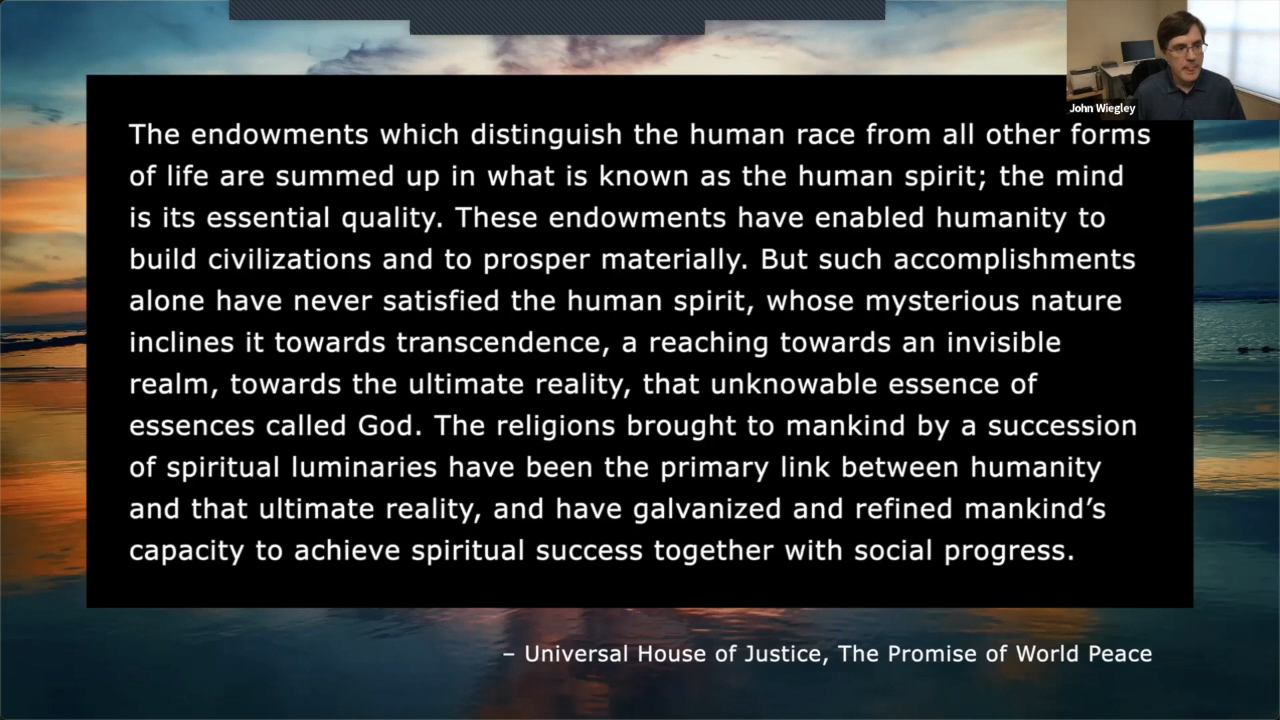 John Wiegley
The endowments which distinguish the human race from all other forms
of life are summed up in what is known as the human spirit; the mind
is its essential quality. These endowments have enabled humanity to
build civilizations and to prosper materially. But such accomplishments
alone have never satisfied the human spirit, whose mysterious nature
inclines it towards transcendence, a reaching towards an invisible
realm, towards the ultimate reality, that unknowable essence of
essences called God. The religions brought to mankind by a succession
of spiritual luminaries have been the primary link between humanity
and that ultimate reality, and have galvanized and refined mankind’s
capacity to achieve spiritual success together with social progress.
– Universal House of Justice, The Promise of World Peace